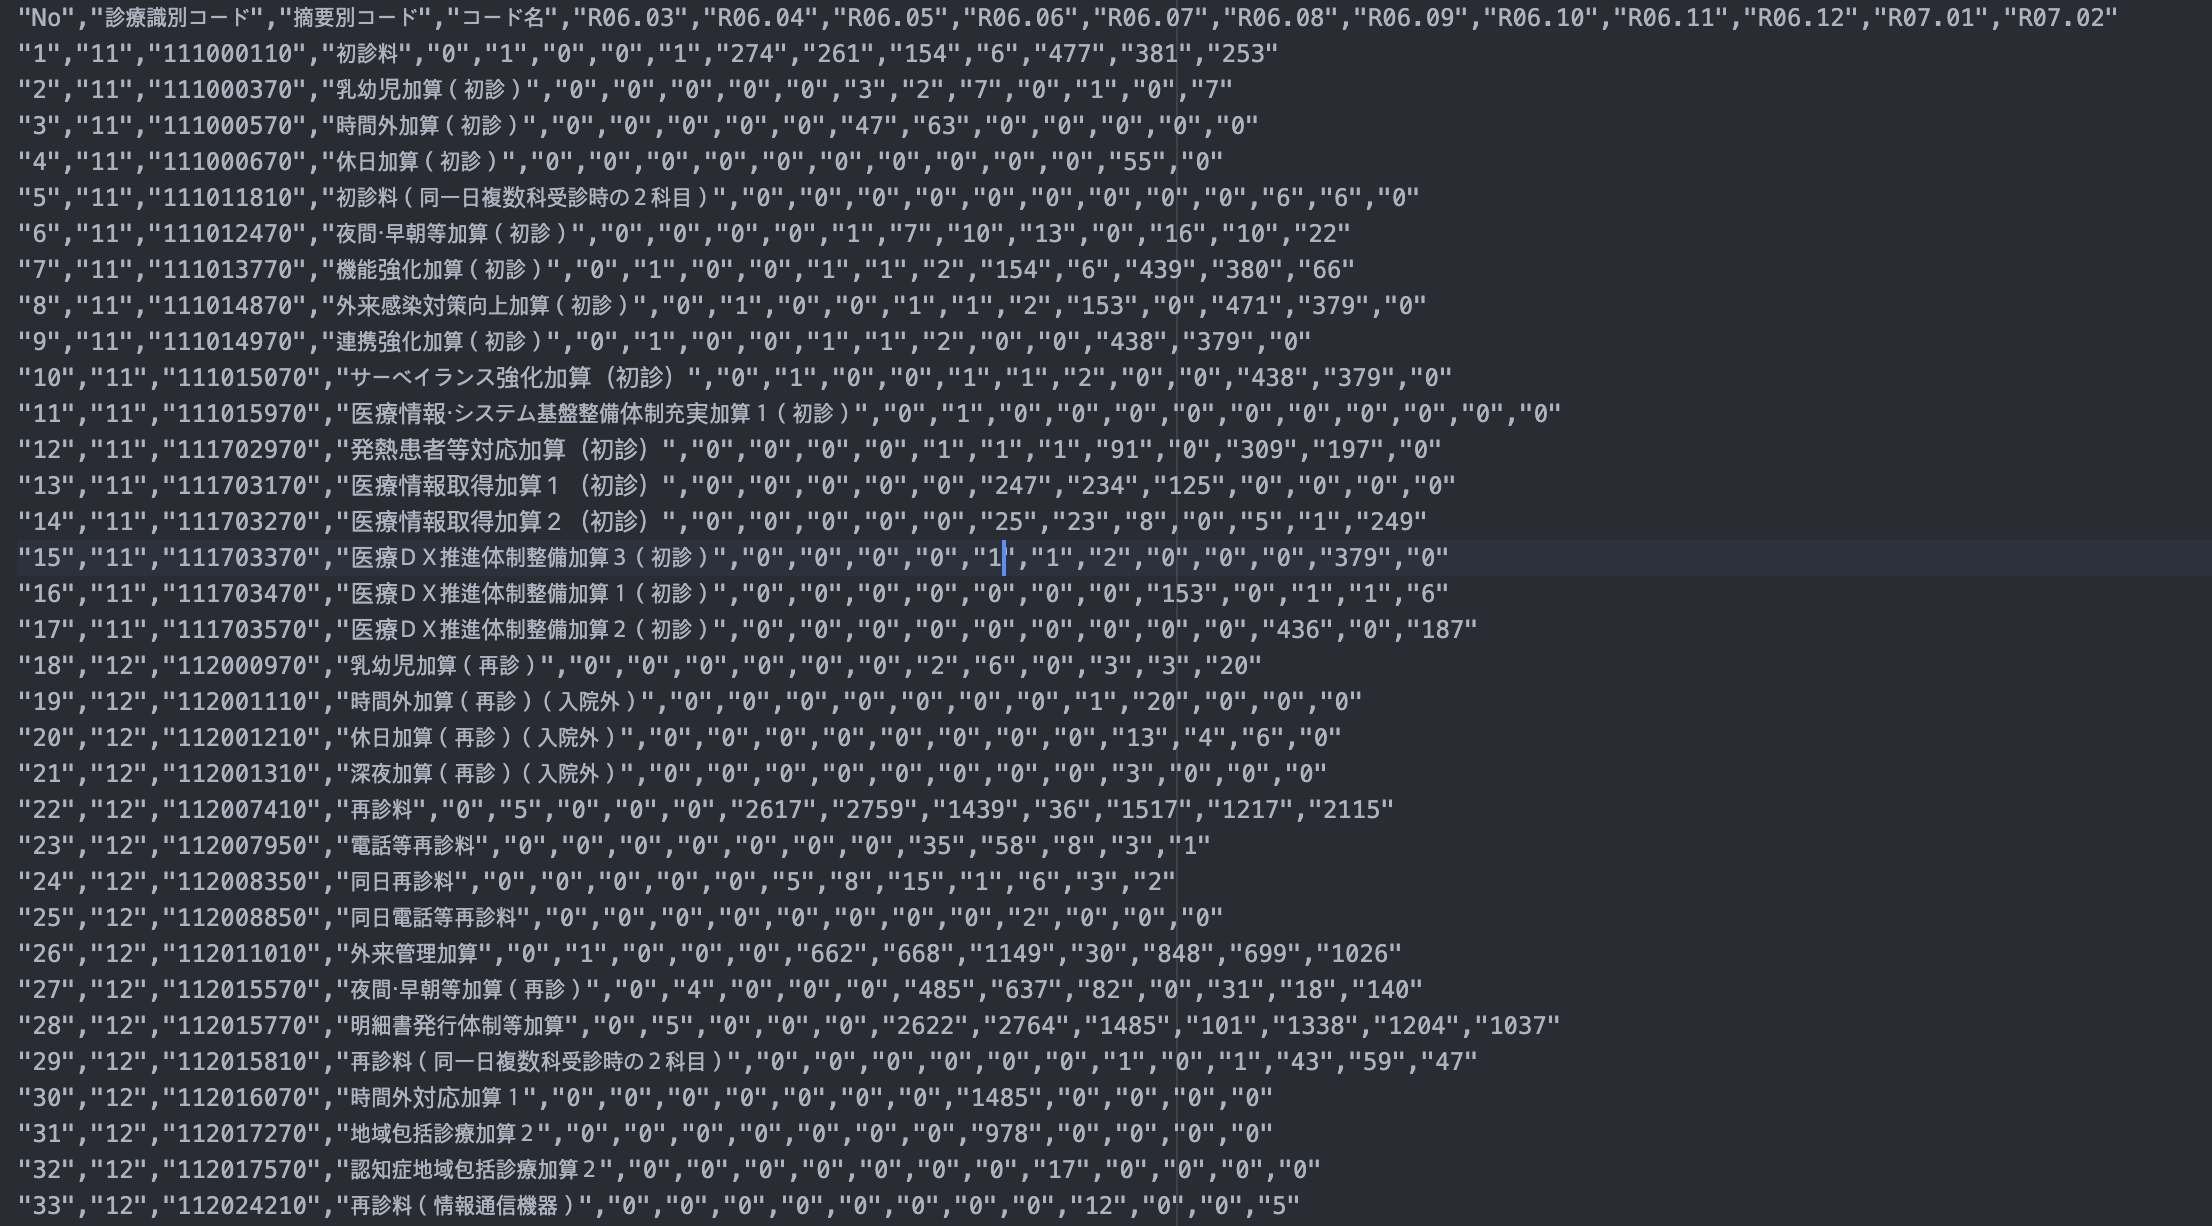 "No","診療識別コード","摘要別コード","コード名","R06.03","R06.04","R06.05","R06.06","R06.07","R06.08","R06.09","R06.10","R06.11","R06.12","R07.01","R07.02"
"1","11","111000110","初診料","0","1","0","0","1","274","261","154","6","477","381","253"
"2","11","111000370","乳幼児加算(初診)","0","0","0","0","0","3","2","7","0","1","0","7"
"3","11","111000570","時間外加算(初診)","0","0","0","0","0","47","63","0","0","0","0","0"
"4","11","111000670","休日加算(初診)","0","0","0","0","0","0","0","0","0","0","55","0"
"5","11","111011810","初診料(同一日複数科受診時の2科目)","0","0","0","0","0","0","0","0","0","6","6","0"
"6","11","111012470","夜間・早朝等加算(初診)","0","0","0","0","1","7","10","13","0","16","10","22"
"7","11","111013770","機能強化加算(初診)","0","1","0","0","1","1","2","154","6","439","380","66"
"8","11","111014870","外来感染対策向上加算(初診)","0","1","0","0","1","1","2","153","0","471","379","0"
"9","11","111014970","連携強化加算(初診)","0","1","0","0","1","1","2","0","0","438","379","0"
"10","11","111015070","サーベイランス強化加算（初診）","0","1","0","0","1","1","2","0","0","438","379","0"
"11","11","111015970","医療情報・システム基盤整備体制充実加算1(初診)","0","1","0","0","0","0","0","0","0","0","0","0"
"12","11","111702970","発熱患者等対応加算（初診）","0","0","0","0","1","1","1","91","0","309","197","0"
"13","11","111703170","医療情報取得加算１（初診）","0","0","0","0","0","247","234","125","0","0","0","0"
"14","11","111703270","医療情報取得加算２（初診）","0","0","0","0","0","25","23","8","0","5","1","249"
"15","11","111703370","医療ＤＸ推進体制整備加算3(初診)","0","0","0","0","1","1","2","0","0","0","379","0"
"16","11","111703470","医療ＤＸ推進体制整備加算1(初診)","0","0","0","0","0","0","0","153","0","1","1","6"
"17","11","111703570","医療ＤＸ推進体制整備加算2(初診)","0","0","0","0","0","0","0","0","0","436","0","187"
"18","12","112000970","乳幼児加算(再診)","0","0","0","0","0","0","2","6","0","3","3","20"
"19","12","112001110","時間外加算(再診)(入院外)","0","0","0","0","0","0","0","1","20","0","0","0"
"20","12","112001210","休日加算(再診)(入院外)","0","0","0","0","0","0","0","0","13","4","6","0"
"21","12","112001310","深夜加算(再診)(入院外)","0","0","0","0","0","0","0","0","3","0","0","0"
"22","12","112007410","再診料","0","5","0","0","0","2617","2759","1439","36","1517","1217","2115"
"23","12","112007950","電話等再診料","0","0","0","0","0","0","0","35","58","8","3","1"
"24","12","112008350","同日再診料","0","0","0","0","0","5","8","15","1","6","3","2"
"25","12","112008850","同日電話等再診料","0","0","0","0","0","0","0","0","2","0","0","0"
"26","12","112011010","外来管理加算","0","1","0","0","0","662","668","1149","30","848","699","1026"
"27","12","112015570","夜間・早朝等加算(再診)","0","4","0","0","0","485","637","82","0","31","18","140"
"28","12","112015770","明細書発行体制等加算","0","5","0","0","0","2622","2764","1485","101","1338","1204","1037"
"29","12","112015810","再診料(同一日複数科受診時の2科目)","0","0","0","0","0","0","1","0","1","43","59","47"
"30","12","112016070","時間外対応加算1","0","0","0","0","0","0","0","1485","0","0","0","0"
"31","12","112017270","地域包括診療加算2","0","0","0","0","0","0","0","978","0","0","0","0"
"32","12","112017570","認知症地域包括診療加算2","0","0","0","0","0","0","0","17","0","0","0","0"
"33","12","112024210","再診料(情報通信機器)","0","0","0","0","0","0","0","0","12","0","0","5"